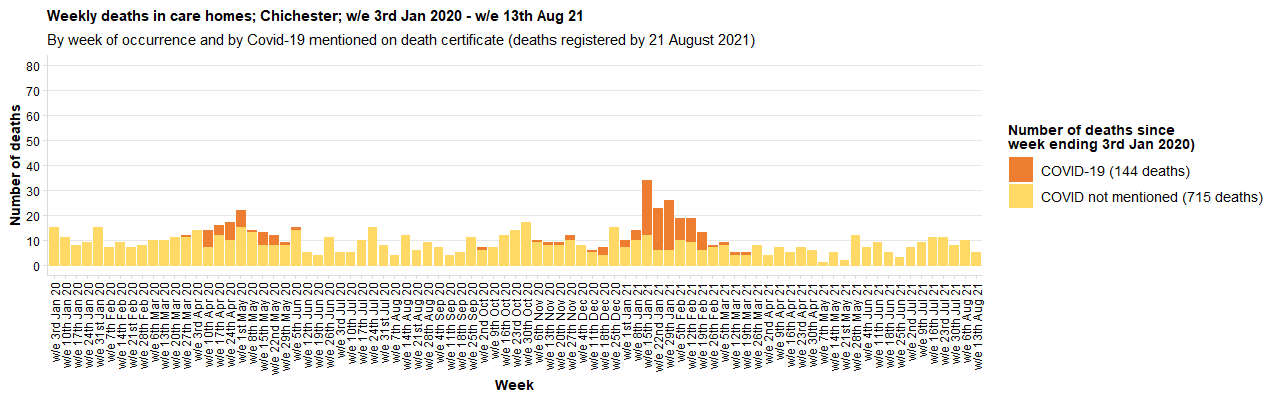 Weekly deaths in care homes; Chichester; w/e 3rd Jan 2020 - w/e 13th Aug 21
By week of occurrence and by Covid-19 mentioned on death certificate (deaths registered by 21 August 2021)
Number of deaths
80
70
60
50
40
30
20
10
0
w/e 3rd Jan 20
w/e 10th Jan 20
w/e 17th Jan 20
w/e 24th Jan 20
w/e 31st Jan 20
w/e 7th Feb 20
w/e 14th Feb 20
w/e 21st Feb 20
w/e 28th Feb 20
w/e 6th Mar 20
w/e 13th Mar 20
w/e 20th Mar 20
w/e 27th Mar 20
w/e 3rd Apr 20
w/e 10th Apr 20
w/e 17th Apr 20
w/e 24th Apr 20
w/e 1st May 20
w/e 8th May 20
w/e 15th May 20
w/e 22nd May 20
w/e 29th May 20
w/e 5th Jun 20
w/e 12th Jun 20
w/e 19th Jun 20
w/e 26th Jun 20
w/e 3rd Jul 20
w/e 10th Jul 20
w/e 17th Jul 20
w/e 24th Jul 20
w/e 31st Jul 20
w/e 7th Aug 20
w/e 14th Aug 20
w/e 21st Aug 20
w/e 28th Aug 20
w/e 4th Sep 20
w/e 11th Sep 20
w/e 18th Sep 20
w/e 25th Sep 20
w/e 2nd Oct 20
w/e 9th Oct 20
w/e 16th Oct 20
w/e 23rd Oct 20
w/e 30th Oct 20
w/e 6th Nov 20
w/e 13th Nov 20
w/e 20th Nov 20
w/e 27th Nov 20
w/e 4th Dec 20
w/e 11th Dec 20
w/e 18th Dec 20
w/e 25th Dec 20
w/e 1st Jan 21
w/e 8th Jan 21
w/e 15th Jan 21
w/e 22nd Jan 21
w/e 29th Jan 21
w/e 5th Feb 21
w/e 12th Feb 21
w/e 19th Feb 21
w/e 26th Feb 21
w/e 5th Mar 21
w/e 12th Mar 21
w/e 19th Mar 21
w/e 26th Mar 21
w/e 2nd Apr 21
w/e 9th Apr 21
w/e 16th Apr 21
w/e 23rd Apr 21
w/e 30th Apr 21
w/e 7th May 21
w/e 14th May 21
w/e 21st May 21
w/e 28th May 21
w/e 4th Jun 21
w/e 11th Jun 21
w/e 18th Jun 21
w/e 25th Jun 21
w/e 2nd Jul 21
w/e 9th Jul 21
w/e 16th Jul 21
w/e 23rd Jul 21
w/e 30th Jul 21
w/e 6th Aug 21
w/e 13th Aug 21
Week
Number of deaths since
week ending 3rd Jan 2020)
COVID-19 (144 deaths)
COVID not mentioned (715 deaths)